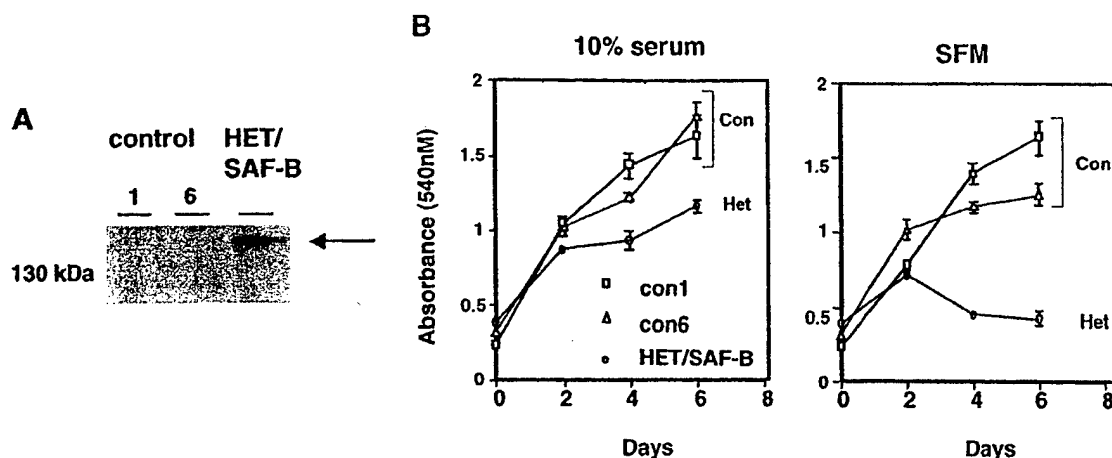 A
control HET/
SAF-B
1 6
130 kDa
B
10% serum
Absorbance (540nM)
2
1.5
1
0.5
0
Con
Het
con1
con6
HET/SAF-B
0 2 4 6 8
Days
SFM
2
1.5
1
0.5
0
Con
Het
0 2 4 6 8
Days